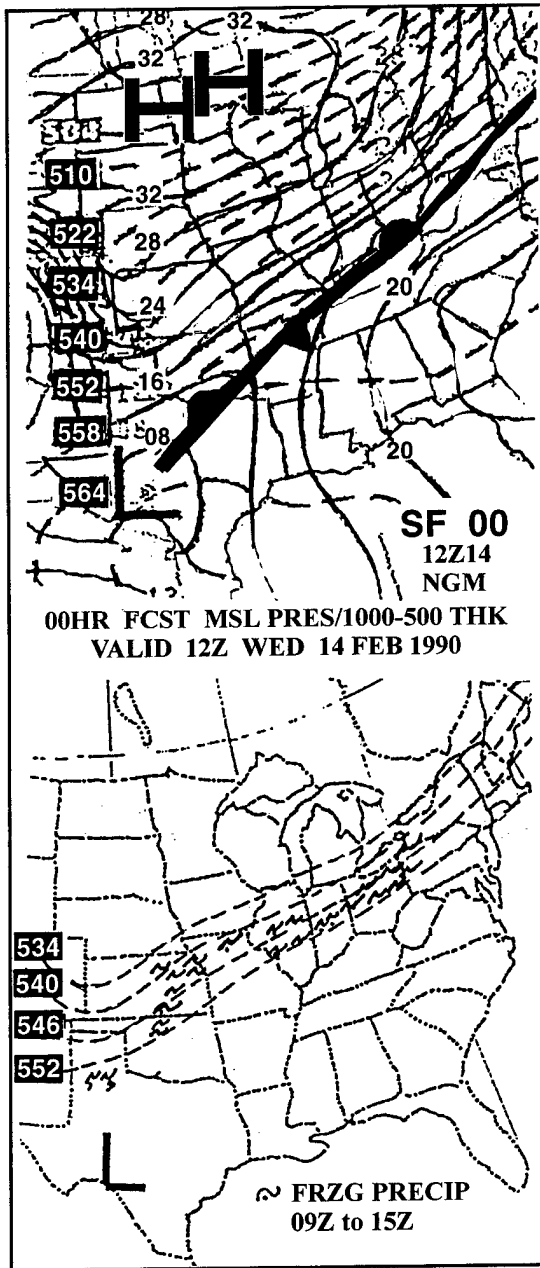 28
32
32
H
H
510
32
522
28
534
24
20
540
552
16
558
08
20
564
L
SF 00
12Z14
NGM
00HR FCST MSL PRES/1000-500 THK
VALID 12Z WED 14 FEB 1990
534
540
546
552
L
FRZG PRECIP
09Z to 15Z